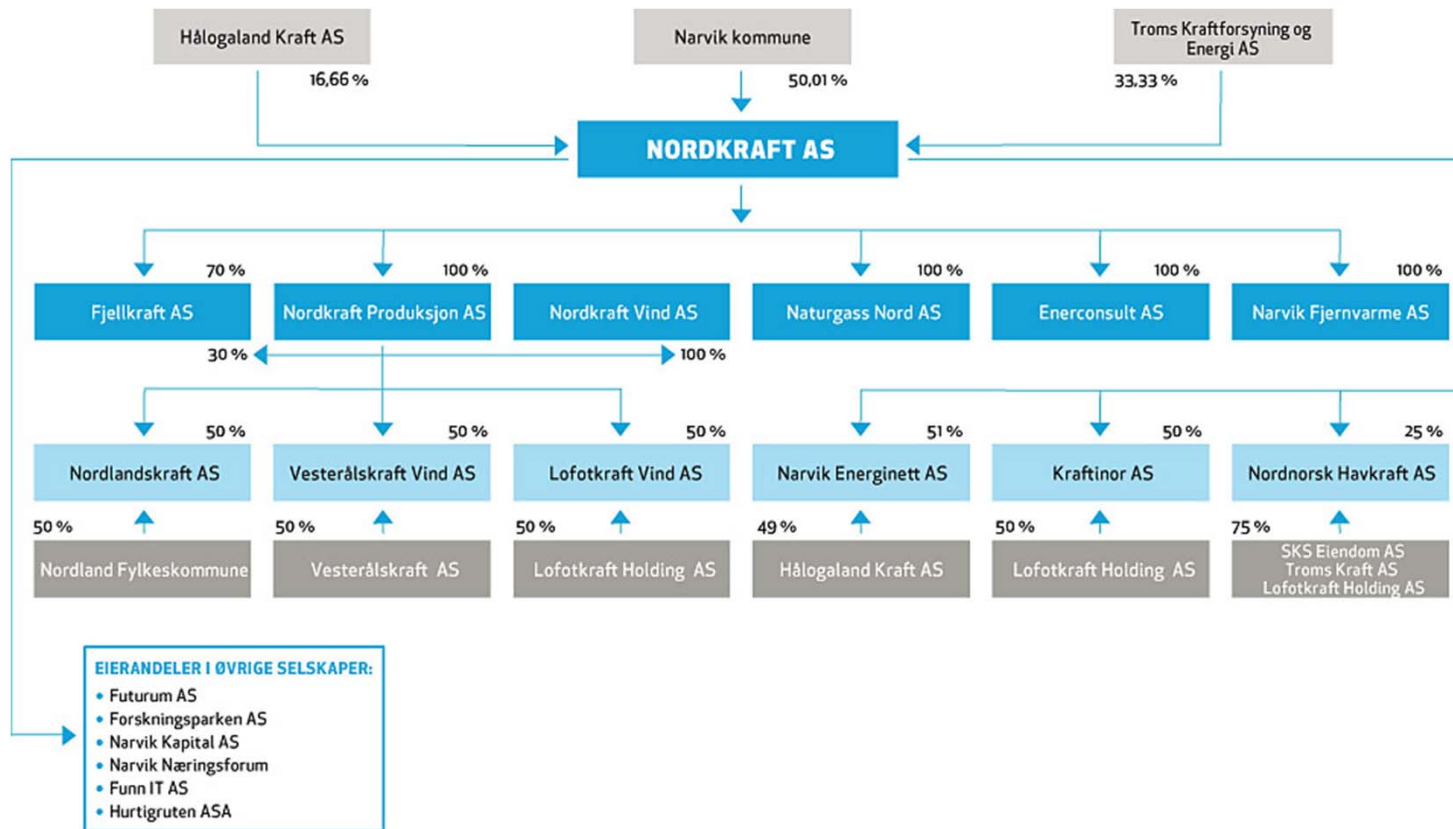 Hålogaland Kraft AS
Narvik kommune
Troms Kraftforsyning og
Energi AS
16,66 %
50,01 %
33,33 %
NORDKRAFT AS
70 %
100 %
100 %
100 %
100 %
Fjellkraft AS
Nordkraft Produksjon AS
Nordkraft Vind AS
Naturgass Nord AS
Enerconsult AS
Narvik Fjernvarme AS
30 %
100 %
50 %
50 %
50 %
51 %
50 %
25 %
Nordlandskraft AS
Vesterålskraft Vind AS
Lofotkraft Vind AS
Narvik Energinett AS
Kraftinor AS
Nordnorsk Havkraft AS
50 %
50 %
50 %
49 %
50 %
75 %
Nordland Fylkeskommune
Vesterålskraft AS
Lofotkraft Holding AS
Hålogaland Kraft AS
Lofotkraft Holding AS
SKS Eiendom AS
Troms Kraft AS
Lofotkraft Holding AS
EIERANDELER I ØVRIGE SELSKAPER:
• Futurum AS
• Forskningsparken AS
• Narvik Kapital AS
• Narvik Næringsforum
• Funn IT AS
• Hurtigruten ASA